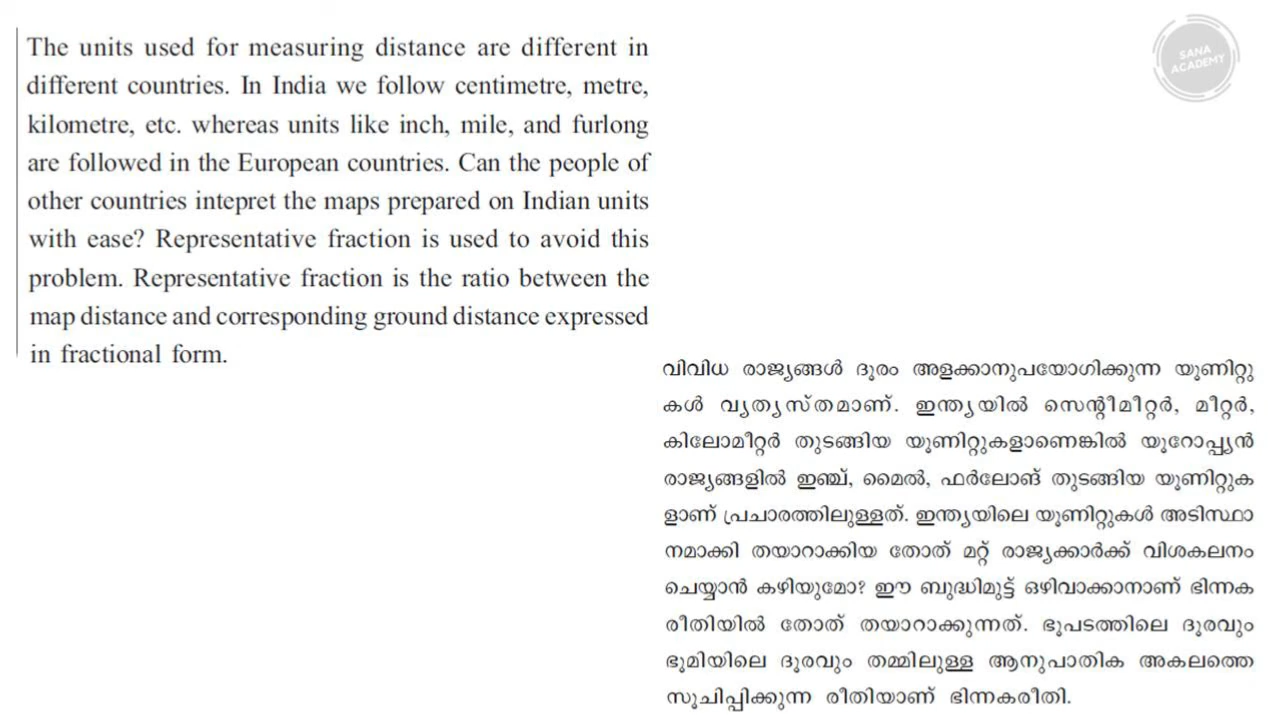 The units used for measuring distance are different in
different countries. In India we follow centimetre, metre,
kilometre, etc. whereas units like inch, mile, and furlong
are followed in the European countries. Can the people of
other countries intepret the maps prepared on Indian units
with ease? Representative fraction is used to avoid this
problem. Representative fraction is the ratio between the
map distance and corresponding ground distance expressed
in fractional form.
SANA
ACADEMY
വിവിധ രാജ്യങ്ങൾ ദൂരം അളക്കാനുപയോഗിക്കുന്ന യൂണിറ്റു
കൾ വ്യത്യസ്തമാണ്. ഇന്ത്യയിൽ സെന്റീമീറ്റർ, മീറ്റർ,
കിലോമീറ്റർ തുടങ്ങിയ യൂണിറ്റുകളാണെങ്കിൽ യൂറോപ്പ്യൻ
രാജ്യങ്ങളിൽ ഇഞ്ച്, മൈൽ, ഫർലോങ് തുടങ്ങിയ യൂണിറ്റുക
ളാണ് പ്രചാരത്തിലുള്ളത്. ഇന്ത്യയിലെ യൂണിറ്റുകൾ അടിസ്ഥാ
നമാക്കി തയാറാക്കിയ തോത് മറ്റ് രാജ്യക്കാർക്ക് വിശകലനം
ചെയ്യാൻ കഴിയുമോ? ഈ ബുദ്ധിമുട്ട് ഒഴിവാക്കാനാണ് ഭിന്നക
രീതിയിൽ തോത് തയാറാക്കുന്നത്. ഭൂപടത്തിലെ ദൂരവും
ഭൂമിയിലെ ദൂരവും തമ്മിലുള്ള ആനുപാതിക അകലത്തെ
സൂചിപ്പിക്കുന്ന രീതിയാണ് ഭിന്നകരീതി.